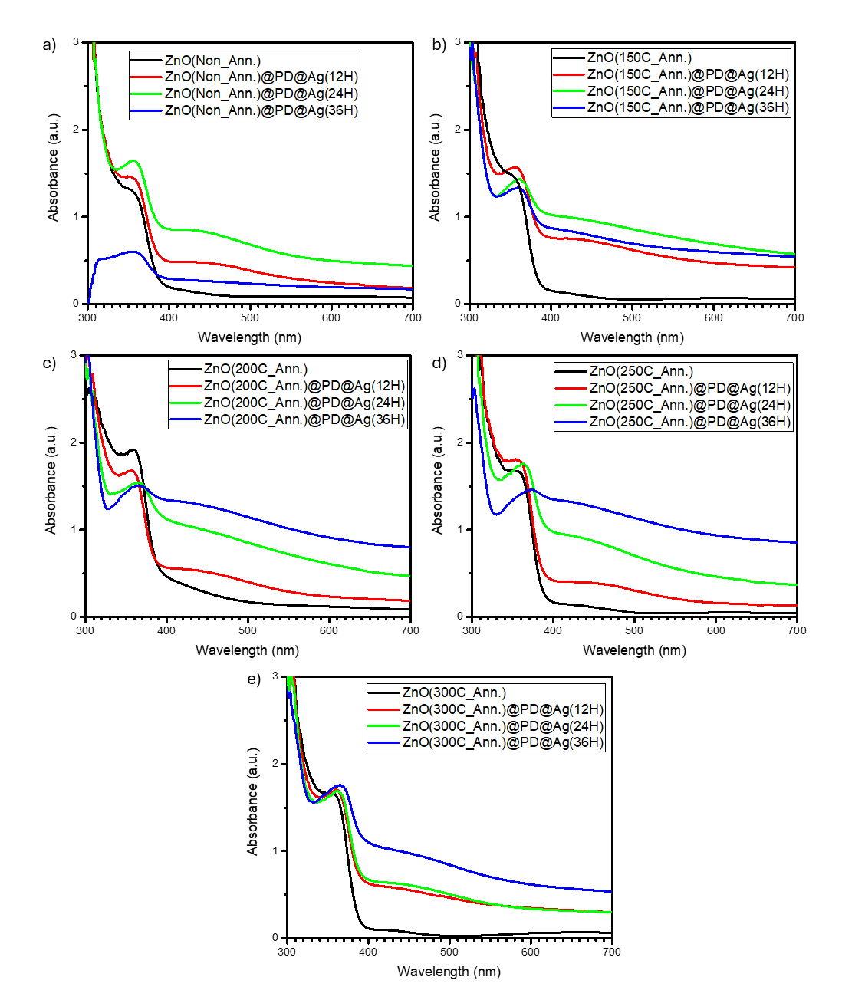 a)
3
2
1
0
Absorbance (a.u.)
ZnO(Non_Ann.)
ZnO(Non_Ann.)@PD@Ag(12H)
ZnO(Non_Ann.)@PD@Ag(24H)
ZnO(Non_Ann.)@PD@Ag(36H)
300 400 500 600 700
Wavelength (nm)
b)
3
2
1
0
Absorbance (a.u.)
ZnO(150C_Ann.)
ZnO(150C_Ann.)@PD@Ag(12H)
ZnO(150C_Ann.)@PD@Ag(24H)
ZnO(150C_Ann.)@PD@Ag(36H)
300 400 500 600 700
Wavelength (nm)
c)
3
2
1
0
Absorbance (a.u.)
ZnO(200C_Ann.)
ZnO(200C_Ann.)@PD@Ag(12H)
ZnO(200C_Ann.)@PD@Ag(24H)
ZnO(200C_Ann.)@PD@Ag(36H)
300 400 500 600 700
Wavelength (nm)
d)
3
2
1
0
Absorbance (a.u.)
ZnO(250C_Ann.)
ZnO(250C_Ann.)@PD@Ag(12H)
ZnO(250C_Ann.)@PD@Ag(24H)
ZnO(250C_Ann.)@PD@Ag(36H)
300 400 500 600 700
Wavelength (nm)
e)
3
2
1
0
Absorbance (a.u.)
ZnO(300C_Ann.)
ZnO(300C_Ann.)@PD@Ag(12H)
ZnO(300C_Ann.)@PD@Ag(24H)
ZnO(300C_Ann.)@PD@Ag(36H)
300 400 500 600 700
Wavelength (nm)